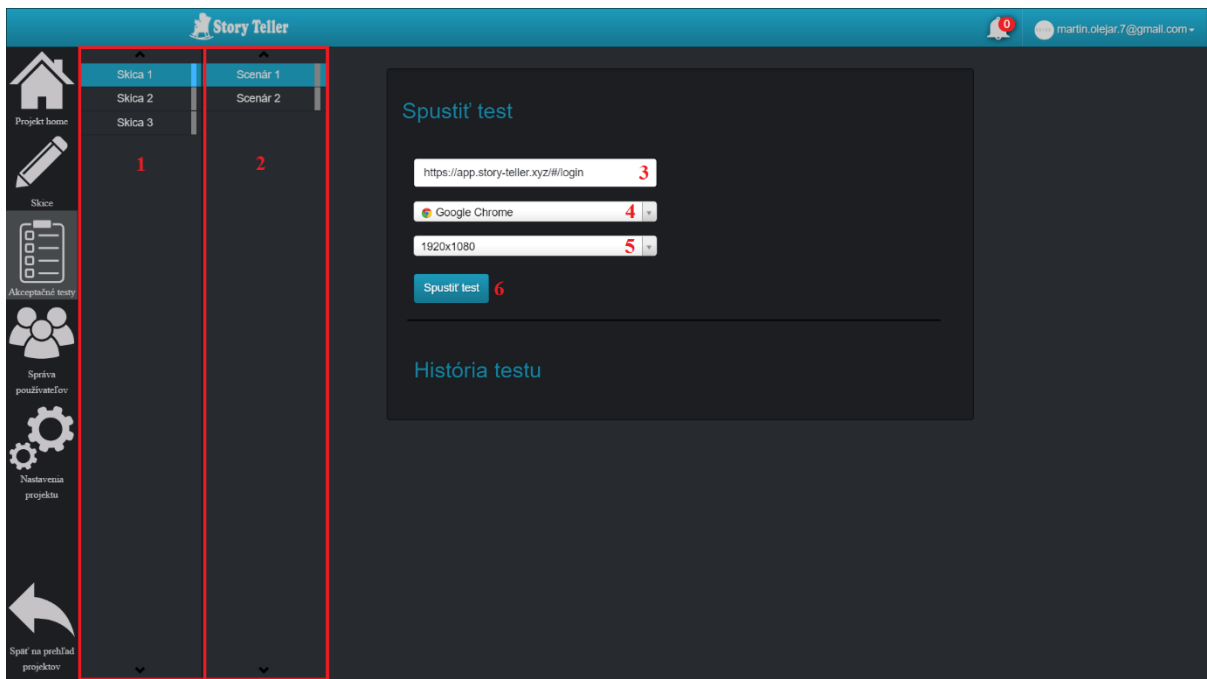 Story Teller
0
martin.olejar.7@gmail.com
Projekt home
Skice
Akceptačné testy
Správa
používateľov
Nastavenia
projektu
Späť na prehľad
projektov
Skica 1
Skica 2
Skica 3
1
Scenár 1
Scenár 2
2
Spustiť test
https://app.story-teller.xyz/#/login
3
Google Chrome
4
1920x1080
5
Spustiť test
6
História testu